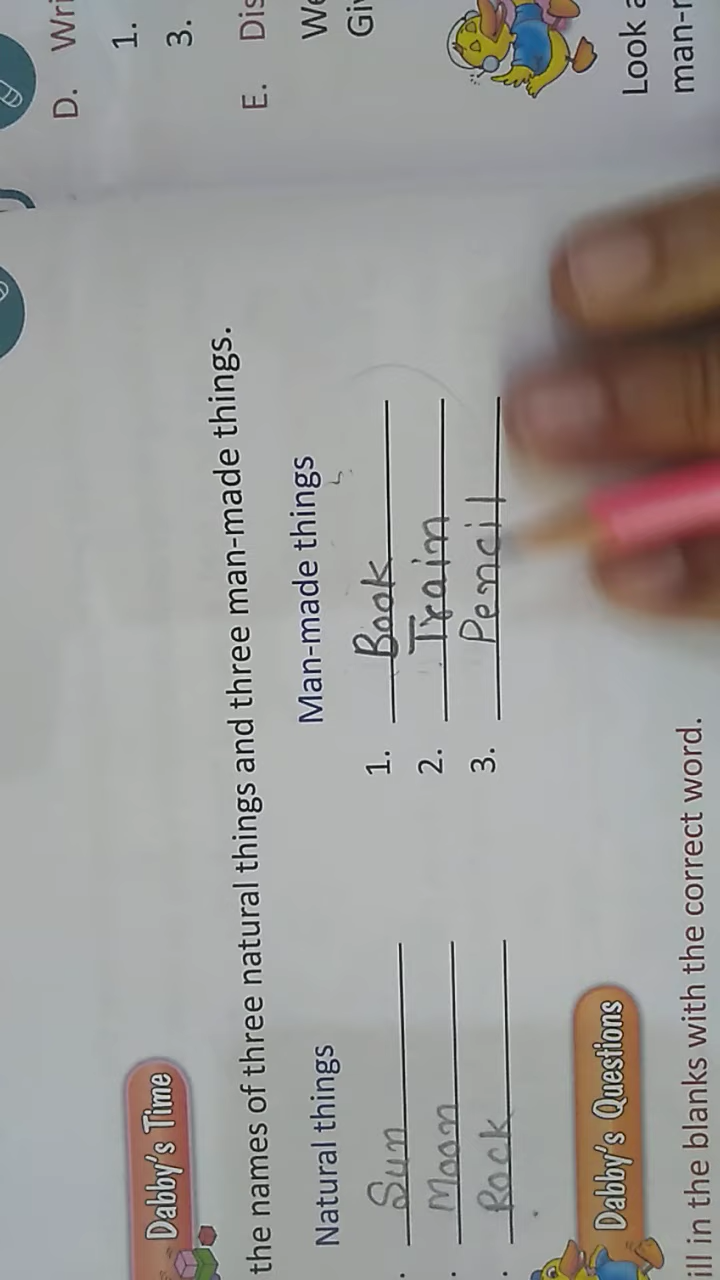 D. Wri
1.
3.
E. Dis
We
Giv
Look a
man-r
Dabby's Time
the names of three natural things and three man-made things.
Natural things Man-made things
. Sun 1. Book
. Moon 2. Train
. Rock 3. Pencil
Dabby's Questions
ill in the blanks with the correct word.